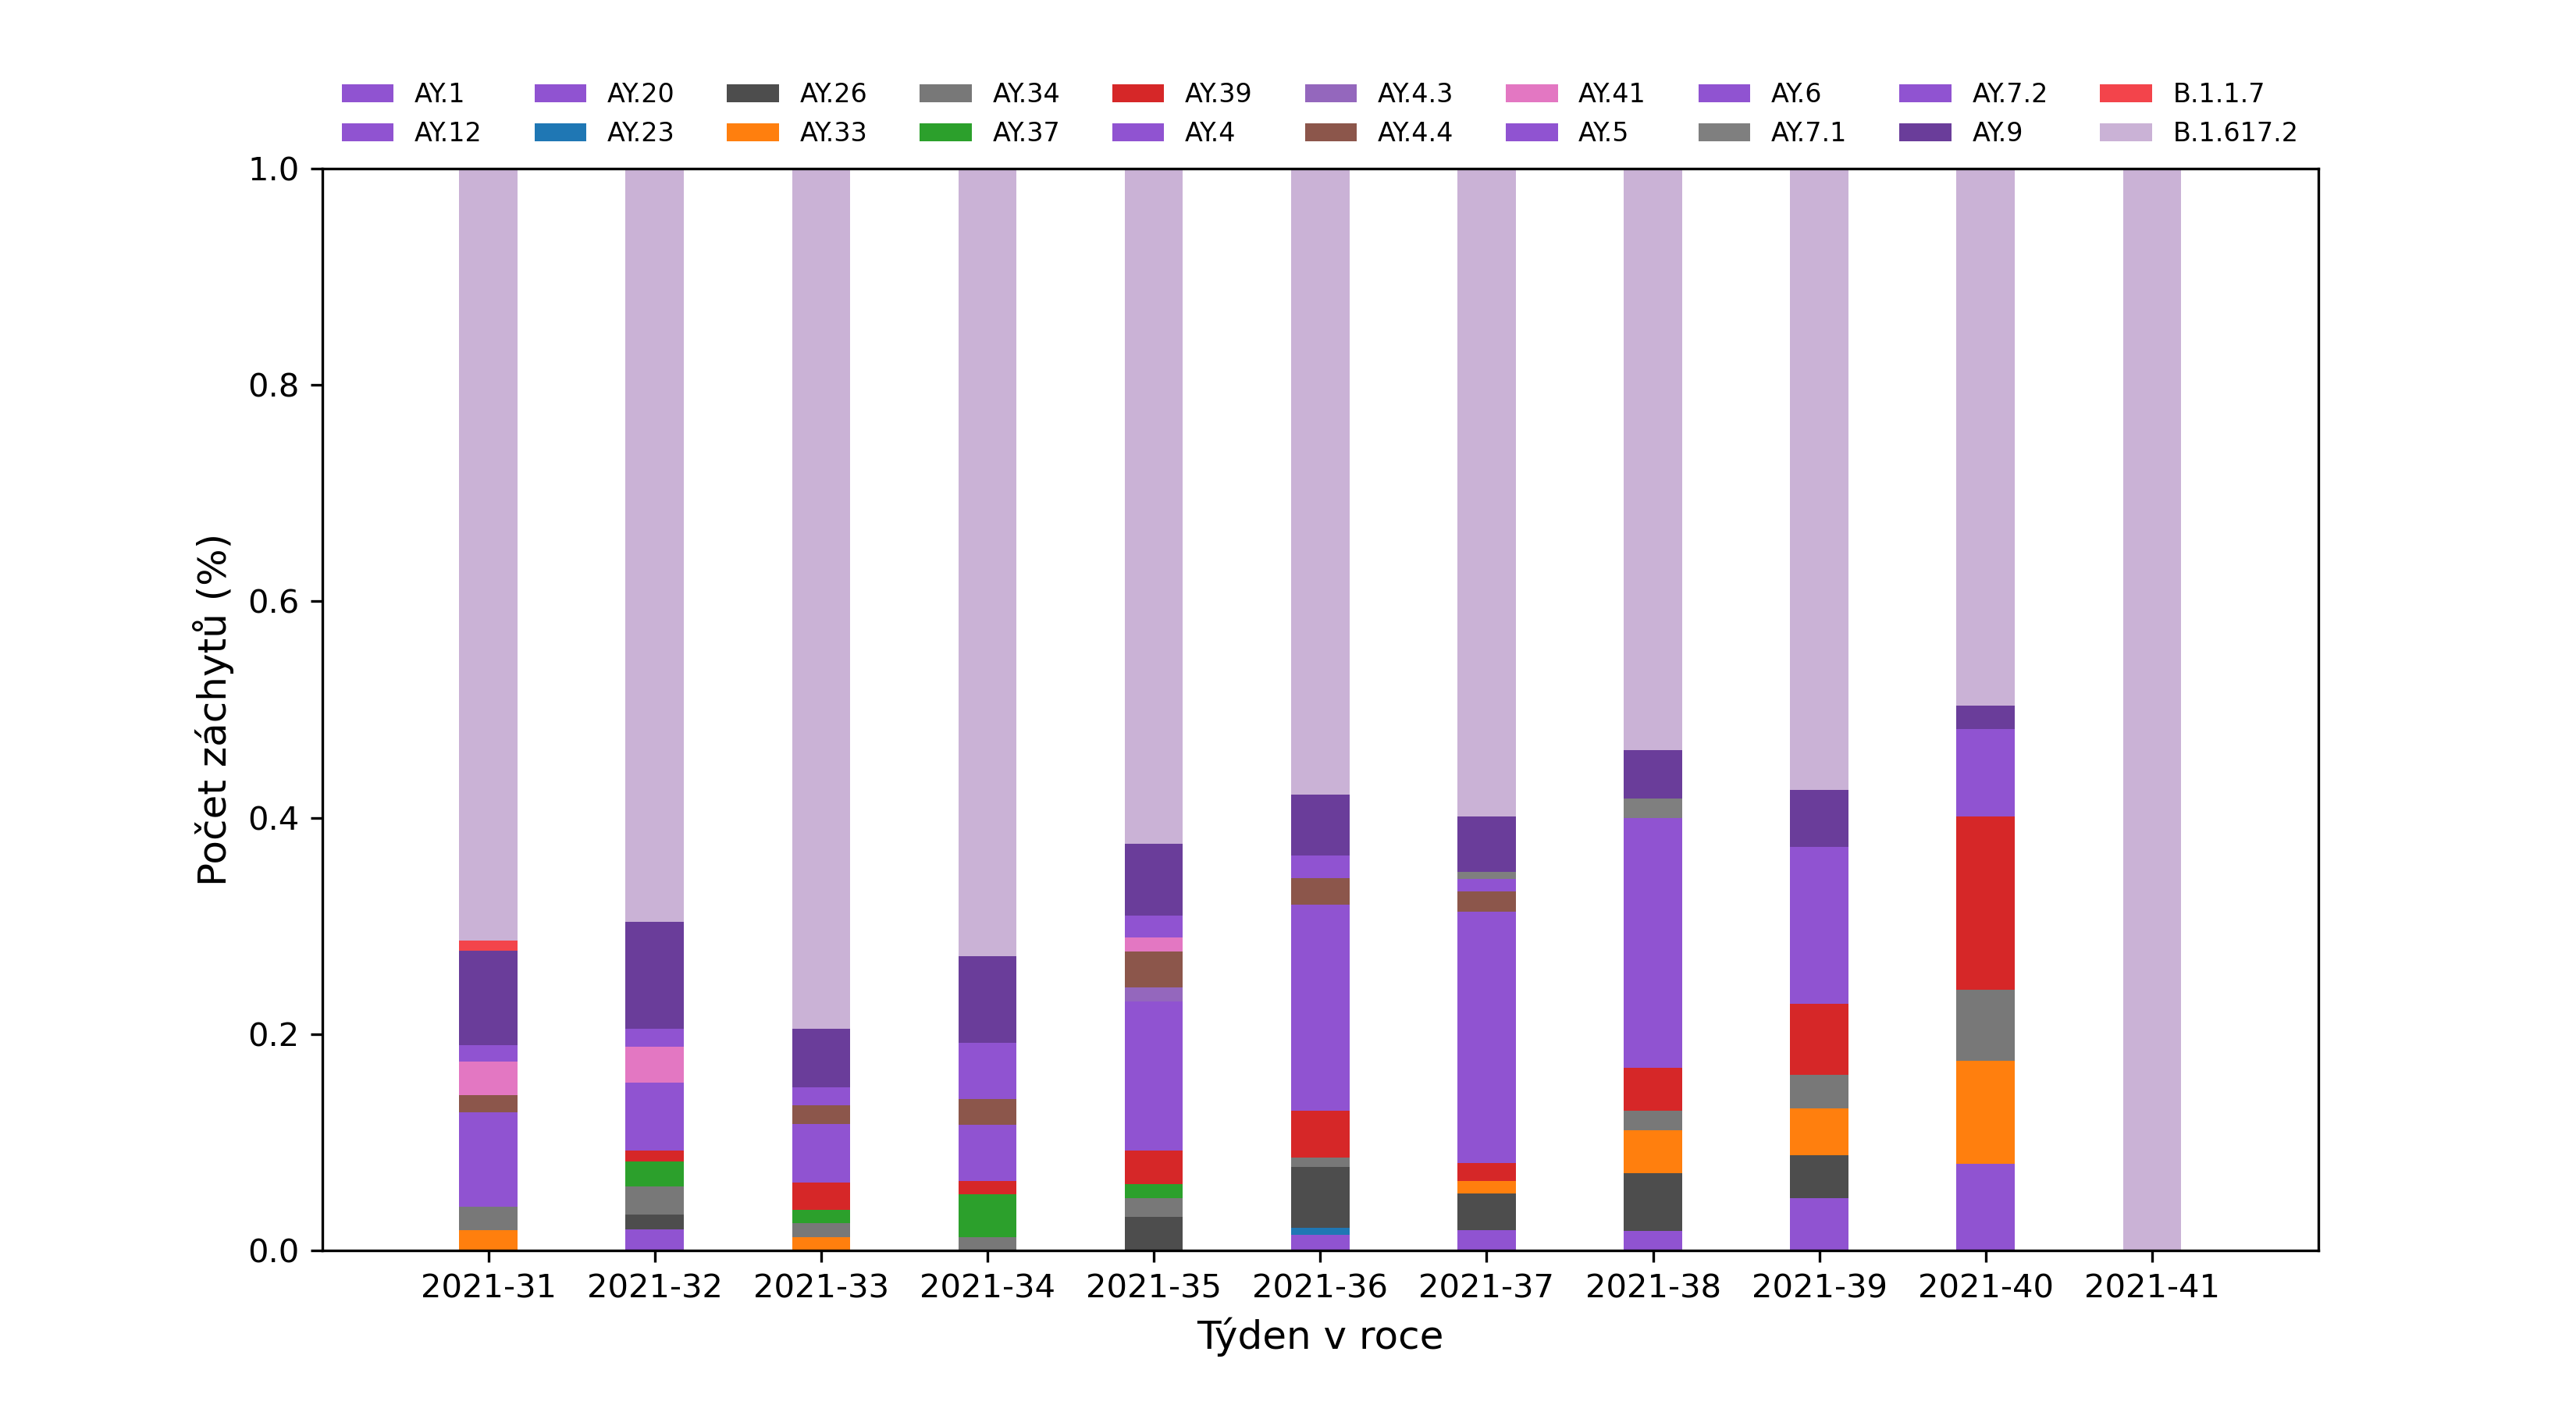 AY.1 AY.20 AY.26 AY.34 AY.39 AY.4.3 AY.41 AY.6 AY.7.2 B.1.1.7
AY.12 AY.23 AY.33 AY.37 AY.4 AY.4.4 AY.5 AY.7.1 AY.9 B.1.617.2
1.0
0.8
0.6
0.4
0.2
0.0
Počet záchytů (%)
2021-31 2021-32 2021-33 2021-34 2021-35 2021-36 2021-37 2021-38 2021-39 2021-40 2021-41
Týden v roce